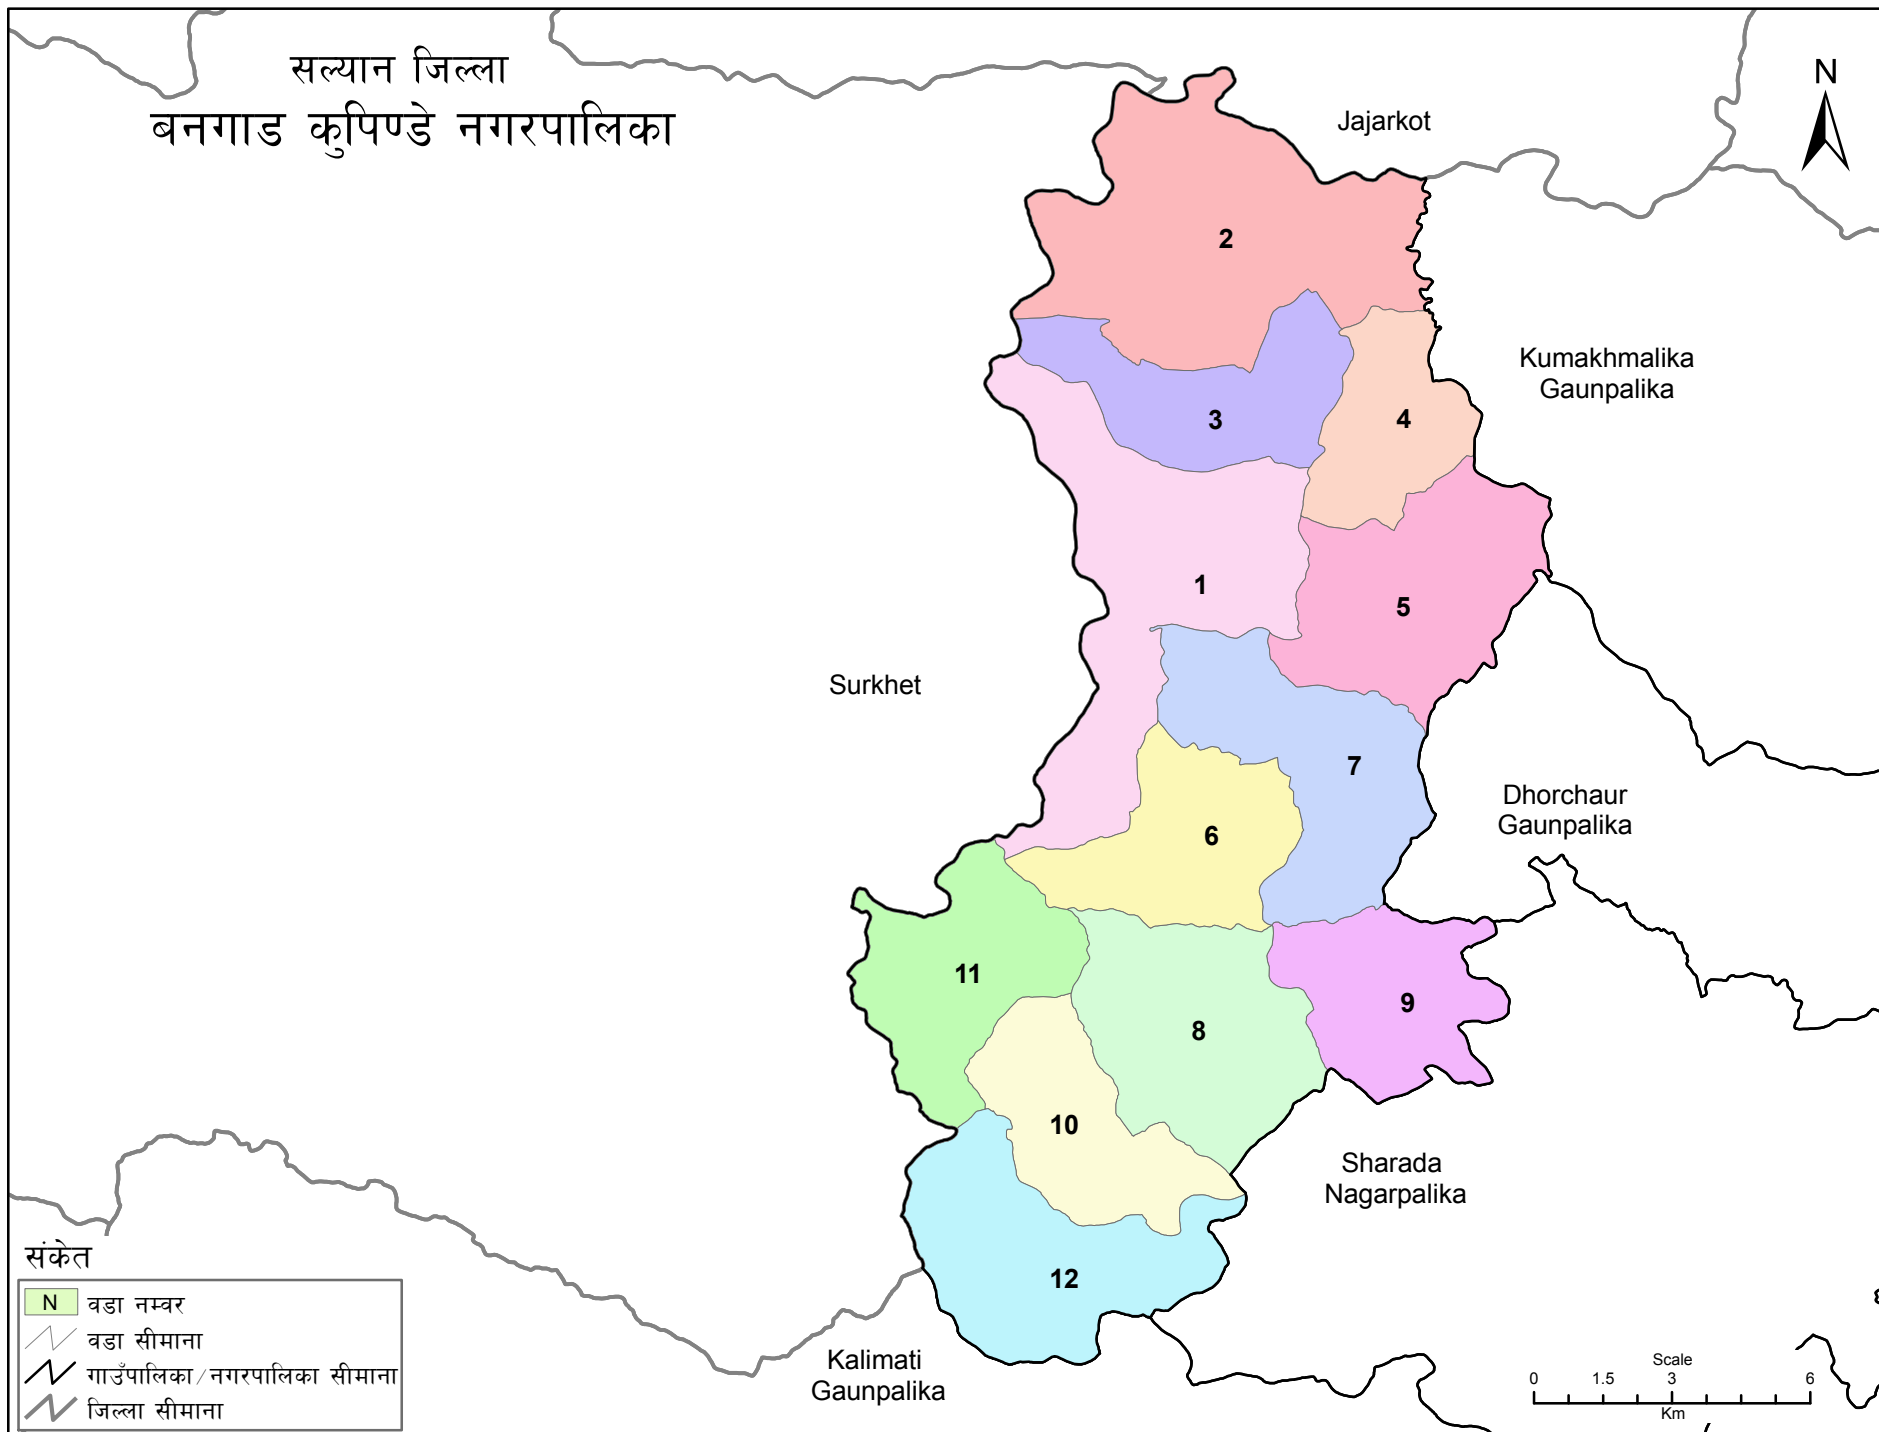 सल्यान जिल्ला
बनगाड कुपिण्डे नगरपालिका
N
Jajarkot
2
Kumakhmalika
Gaunpalika
3
4
1
5
Surkhet
7
Dhorchaur
Gaunpalika
6
11
9
8
10
Sharada
Nagarpalika
12
Kalimati
Gaunpalika
संकेत
N वडा नम्वर
वडा सीमाना
गाउँपालिका/नगरपालिका सीमाना
जिल्ला सीमाना
Scale
0 1.5 3 6
Km